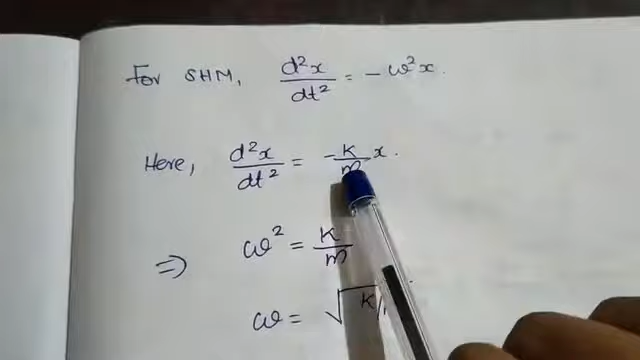 For SHM, d²x/dt² = -ω²x.
Here, d²x/dt² = -K/m x.
⇒ ω² = K/m
ω = √K/